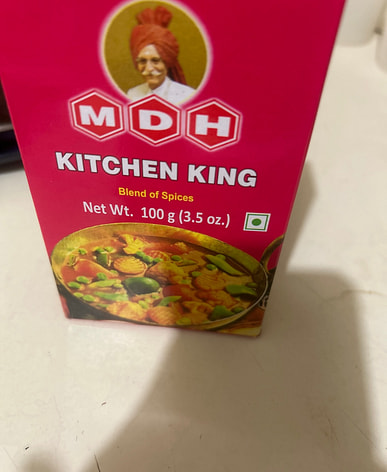 MDH
KITCHEN KING
Blend of Spices
Net Wt. 100 g (3.5 oz.)